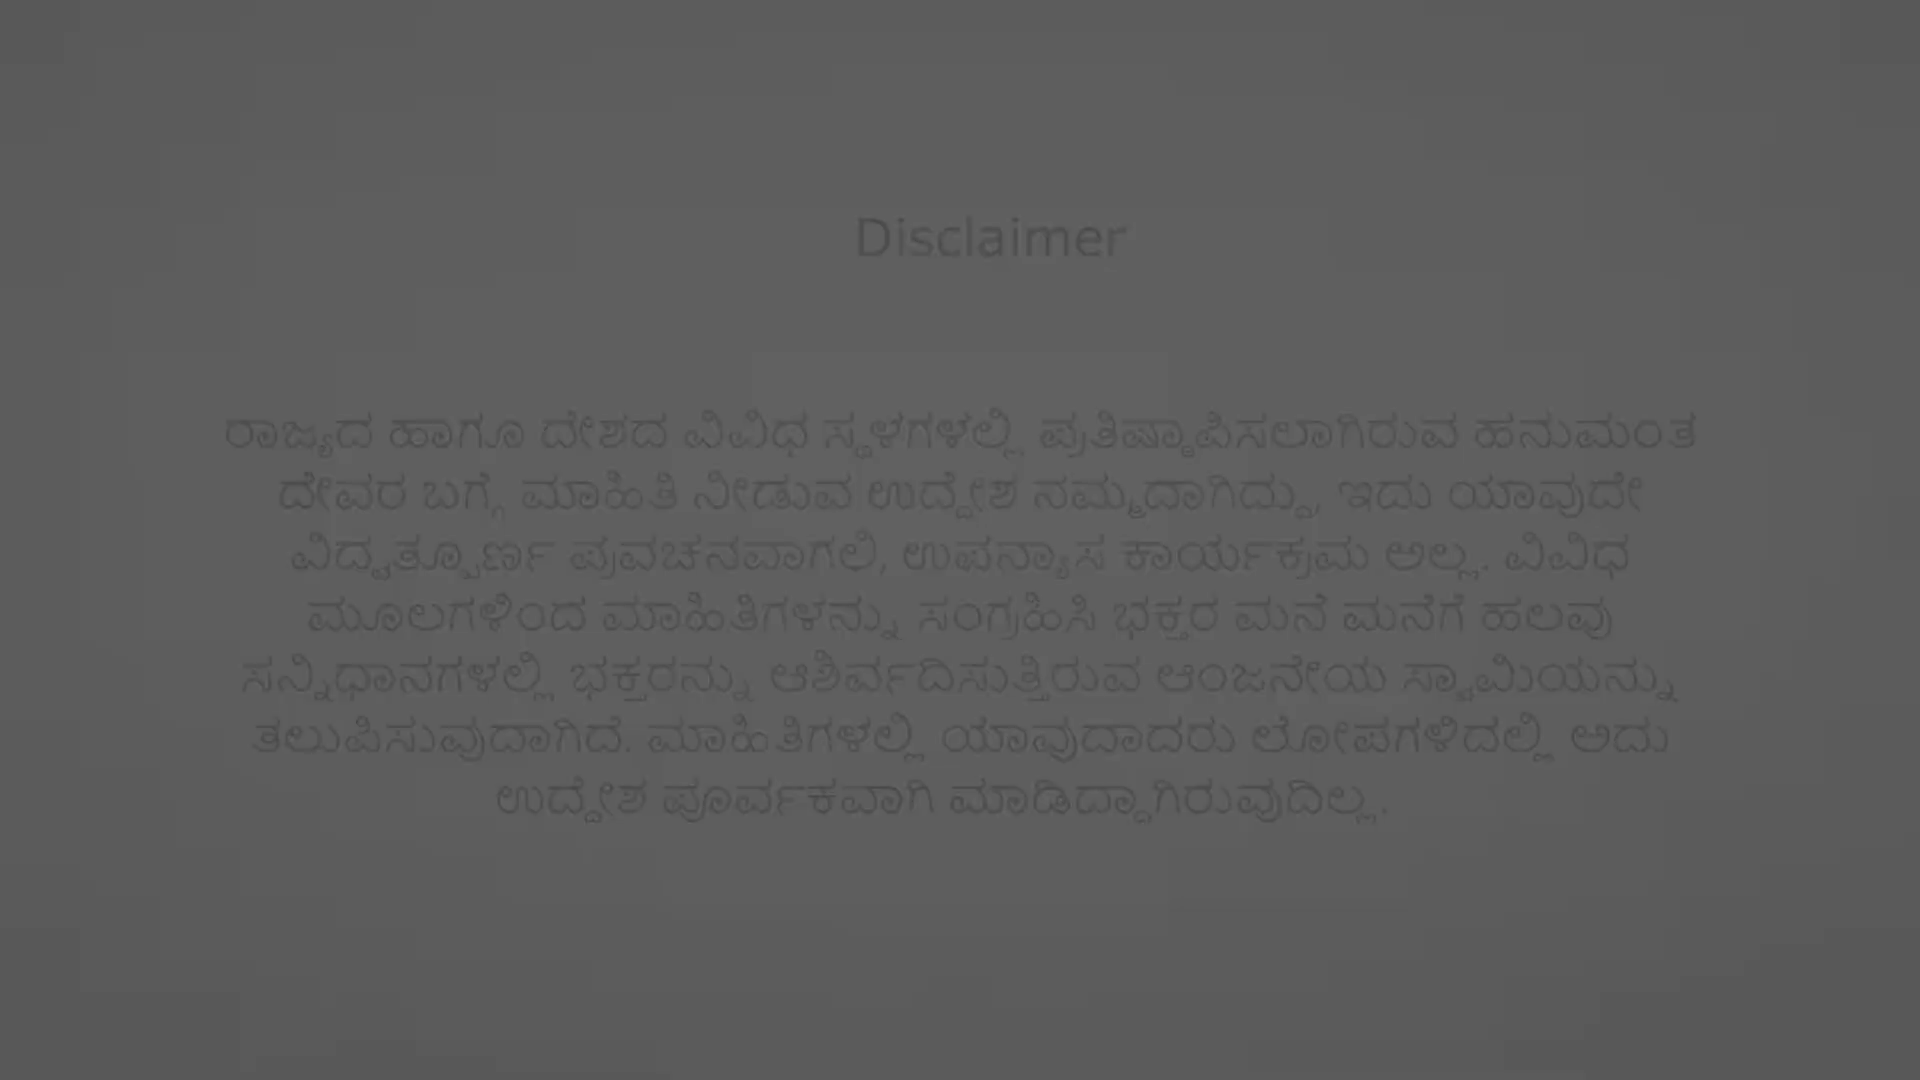 Disclaimer
ರಾಜ್ಯದ ಹಾಗೂ ದೇಶದ ವಿವಿಧ ಸ್ಥಳಗಳಲ್ಲಿ ಪ್ರತಿಷ್ಠಾಪಿಸಲಾಗಿರುವ ಹನುಮಂತ
ದೇವರ ಬಗ್ಗೆ ಮಾಹಿತಿ ನೀಡುವ ಉದ್ದೇಶ ನಮ್ಮದಾಗಿದ್ದು, ಇದು ಯಾವುದೇ
ವಿದ್ವತ್ಪೂರ್ಣ ಪ್ರವಚನವಾಗಲಿ, ಉಪನ್ಯಾಸ ಕಾರ್ಯಕ್ರಮ ಅಲ್ಲ. ವಿವಿಧ
ಮೂಲಗಳಿಂದ ಮಾಹಿತಿಗಳನ್ನು ಸಂಗ್ರಹಿಸಿ ಭಕ್ತರ ಮನೆ ಮನೆಗೆ ಹಲವು
ಸನ್ನಿಧಾನಗಳಲ್ಲಿ ಭಕ್ತರನ್ನು ಆಶಿರ್ವದಿಸುತ್ತಿರುವ ಆಂಜನೇಯ ಸ್ವಾಮಿಯನ್ನು
ತಲುಪಿಸುವುದಾಗಿದೆ. ಮಾಹಿತಿಗಳಲ್ಲಿ ಯಾವುದಾದರು ಲೋಪಗಳಿದಲ್ಲಿ ಅದು
ಉದ್ದೇಶ ಪೂರ್ವಕವಾಗಿ ಮಾಡಿದ್ದಾಗಿರುವುದಿಲ್ಲ.